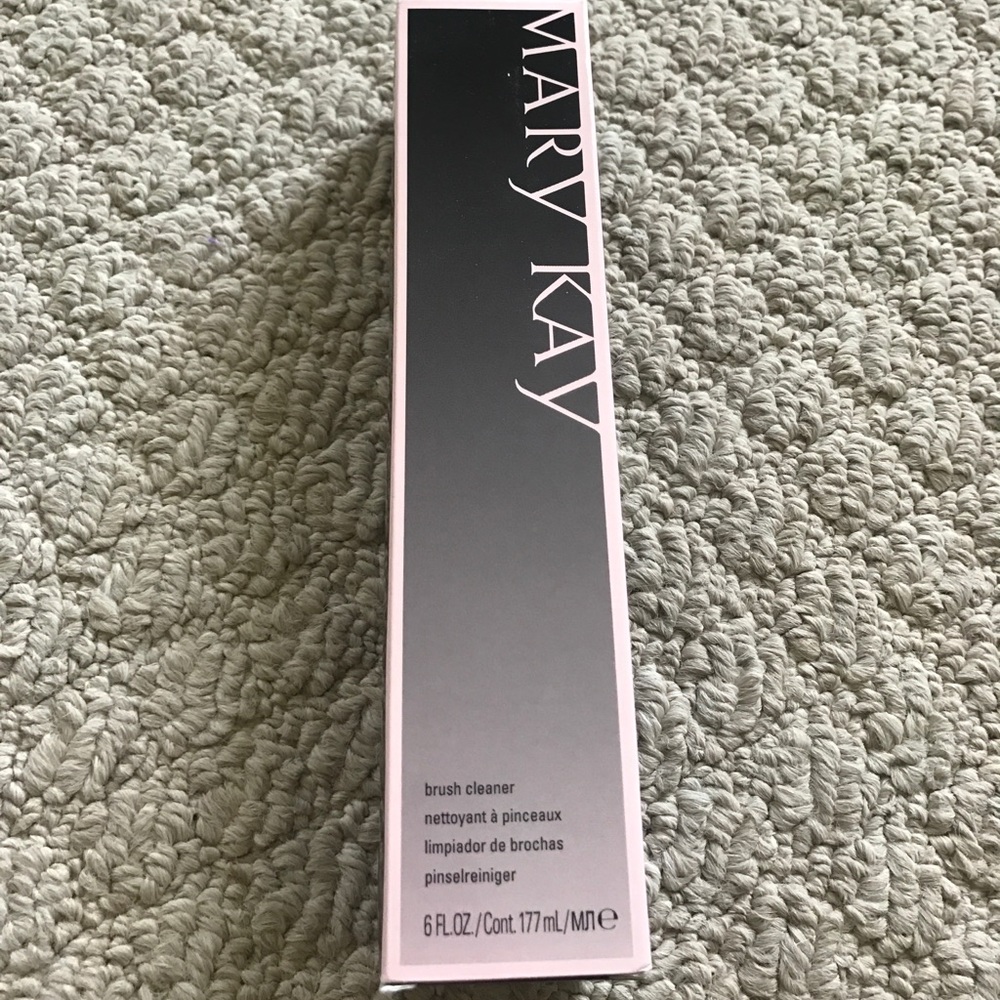 MARY KAY
brush cleaner
nettoyant à pinceaux
limpiador de brochas
pinselreiniger
6 FL.OZ./Cont. 177 mL/МЛ ℮